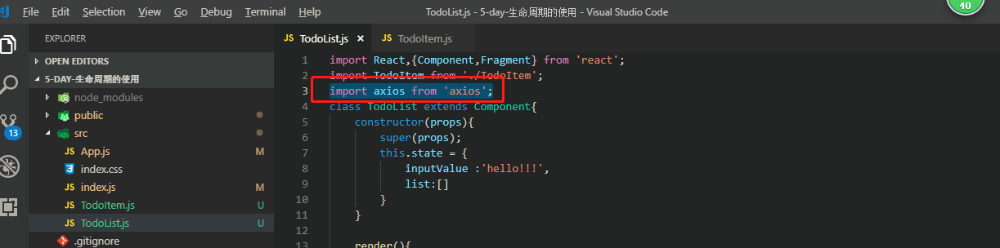 File Edit Selection View Go Debug Terminal Help
TodoList.js - 5-day-生命周期的使用 - Visual Studio Code
40
EXPLORER
OPEN EDITORS
5-DAY-生命周期的使用
node_modules
public
src
JS App.js M
index.css
JS index.js M
JS TodoItem.js U
JS TodoList.js U
.gitignore
13
JS TodoList.js ×
JS TodoItem.js
1 import React,{Component,Fragment} from 'react';
2 import TodoItem from './TodoItem';
3 import axios from 'axios';
4 class TodoList extends Component{
5 constructor(props){
6 super(props);
7 this.state = {
8 inputValue :'hello!!!',
9 list:[]
10 }
11 }
12
13 render(){